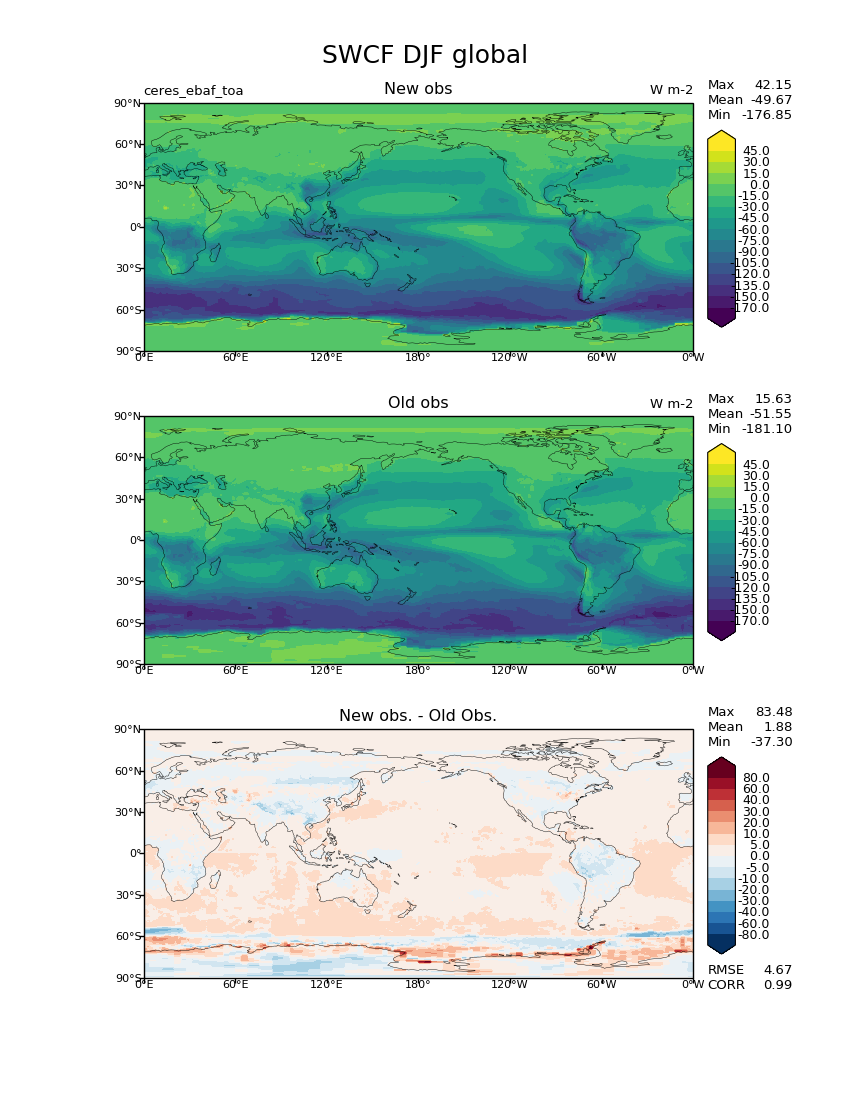 SWCF DJF global
ceres_ebaf_toa New obs W m-2
Max 42.15
Mean -49.67
Min -176.85
90°N
60°N
30°N
0°
30°S
60°S
90°S
0°E 60°E 120°E 180° 120°W 60°W 0°W
45.0
30.0
15.0
0.0
-15.0
-30.0
-45.0
-60.0
-75.0
-90.0
-105.0
-120.0
-135.0
-150.0
-170.0
Old obs W m-2
Max 15.63
Mean -51.55
Min -181.10
90°N
60°N
30°N
0°
30°S
60°S
90°S
0°E 60°E 120°E 180° 120°W 60°W 0°W
45.0
30.0
15.0
0.0
-15.0
-30.0
-45.0
-60.0
-75.0
-90.0
-105.0
-120.0
-135.0
-150.0
-170.0
New obs. - Old Obs.
Max 83.48
Mean 1.88
Min -37.30
90°N
60°N
30°N
0°
30°S
60°S
90°S
0°E 60°E 120°E 180° 120°W 60°W 0°W
80.0
60.0
40.0
30.0
20.0
10.0
5.0
0.0
-5.0
-10.0
-20.0
-30.0
-40.0
-60.0
-80.0
RMSE 4.67
CORR 0.99